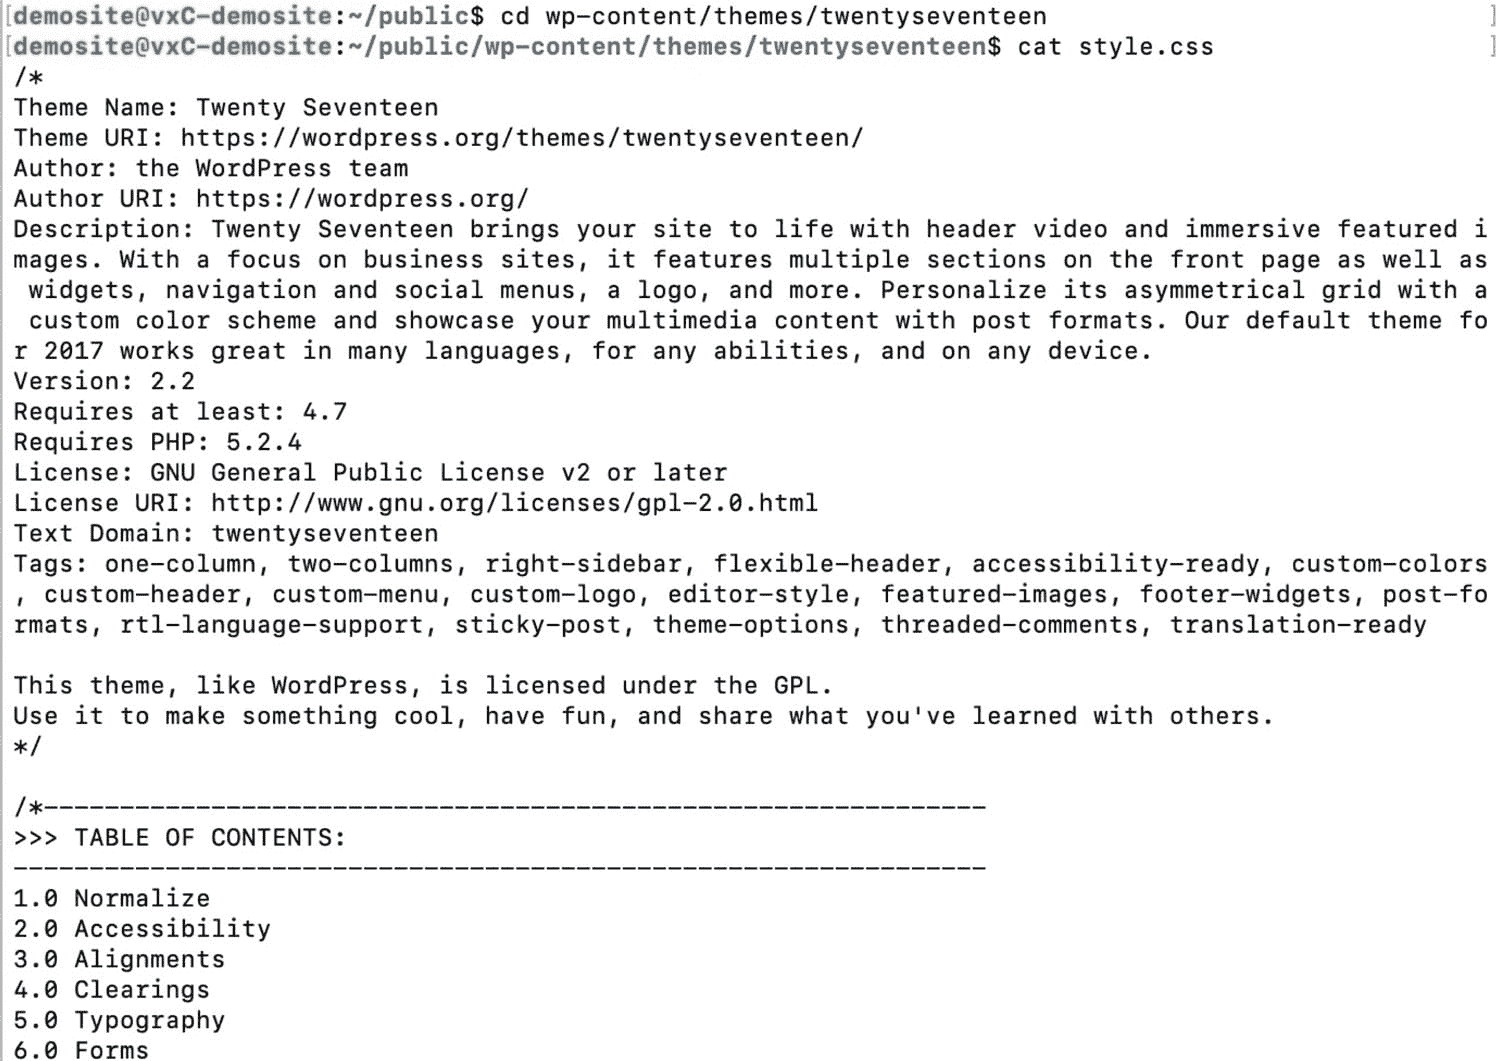 [demosite@vxC-demosite:~/public$ cd wp-content/themes/twentyseventeen ]
[demosite@vxC-demosite:~/public/wp-content/themes/twentyseventeen$ cat style.css ]
/*
Theme Name: Twenty Seventeen
Theme URI: https://wordpress.org/themes/twentyseventeen/
Author: the WordPress team
Author URI: https://wordpress.org/
Description: Twenty Seventeen brings your site to life with header video and immersive featured i
mages. With a focus on business sites, it features multiple sections on the front page as well as
 widgets, navigation and social menus, a logo, and more. Personalize its asymmetrical grid with a
 custom color scheme and showcase your multimedia content with post formats. Our default theme fo
r 2017 works great in many languages, for any abilities, and on any device.
Version: 2.2
Requires at least: 4.7
Requires PHP: 5.2.4
License: GNU General Public License v2 or later
License URI: http://www.gnu.org/licenses/gpl-2.0.html
Text Domain: twentyseventeen
Tags: one-column, two-columns, right-sidebar, flexible-header, accessibility-ready, custom-colors
, custom-header, custom-menu, custom-logo, editor-style, featured-images, footer-widgets, post-fo
rmats, rtl-language-support, sticky-post, theme-options, threaded-comments, translation-ready

This theme, like WordPress, is licensed under the GPL.
Use it to make something cool, have fun, and share what you've learned with others.
*/

/*--------------------------------------------------------------
>>> TABLE OF CONTENTS:
----------------------------------------------------------------
1.0 Normalize
2.0 Accessibility
3.0 Alignments
4.0 Clearings
5.0 Typography
6.0 Forms